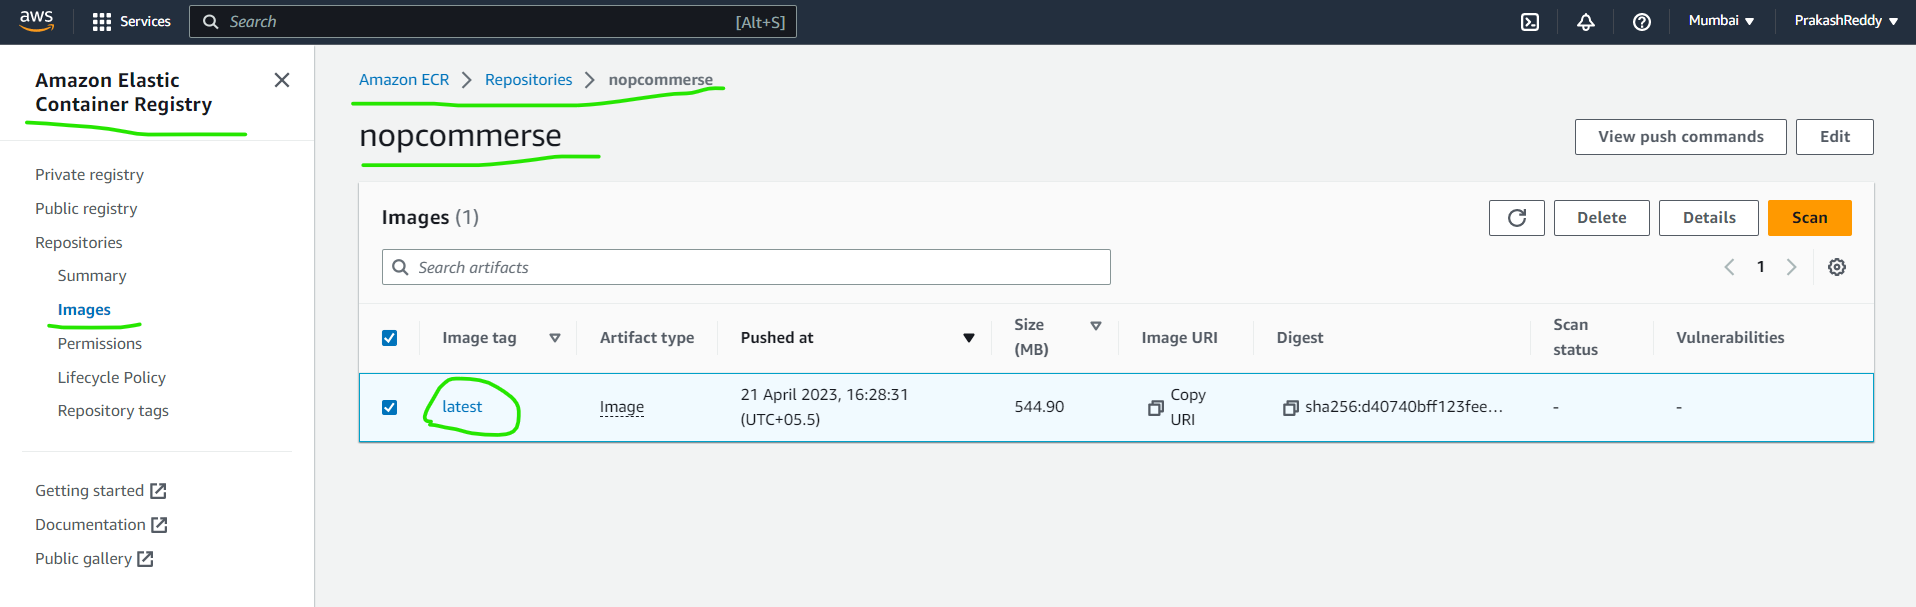 aws Services Search [Alt+S] Mumbai PrakashReddy
Amazon Elastic
Container Registry
Private registry
Public registry
Repositories
Summary
Images
Permissions
Lifecycle Policy
Repository tags
Getting started
Documentation
Public gallery
Amazon ECR Repositories nopcommerse
nopcommerse
View push commands Edit
Images (1)
Delete Details Scan
Search artifacts
1
Image tag Artifact type Pushed at Size (MB) Image URI Digest Scan status Vulnerabilities
latest Image 21 April 2023, 16:28:31 (UTC+05.5) 544.90 Copy URI sha256:d40740bff123fee... - -